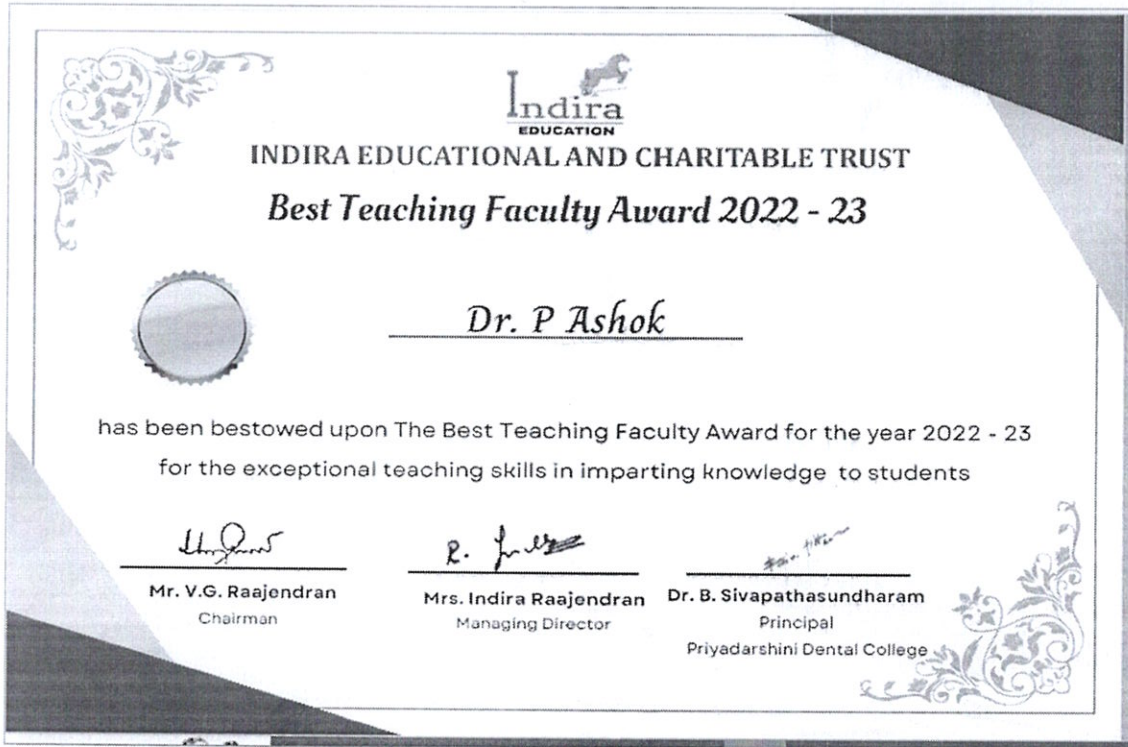 Indira
EDUCATION
INDIRA EDUCATIONAL AND CHARITABLE TRUST
Best Teaching Faculty Award 2022 - 23
Dr. P Ashok
has been bestowed upon The Best Teaching Faculty Award for the year 2022 - 23
for the exceptional teaching skills in imparting knowledge to students
R.
Mr. V.G. Raajendran
Chairman
Mrs. Indira Raajendran
Managing Director
Dr. B. Sivapathasundharam
Principal
Priyadarshini Dental College